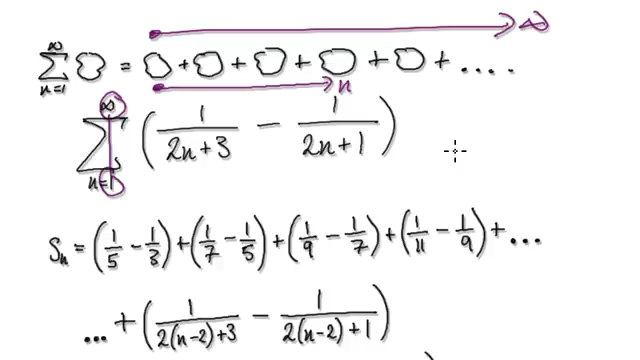 ∞
∞ ∑ n=1 O = O + O + O + O + O + ....
n
∞ ∑ n=1 ( 1/(2n+3) − 1/(2n+1) )
Sn = (1/5 − 1/3) + (1/7 − 1/5) + (1/9 − 1/7) + (1/11 − 1/9) + ...
... + ( 1/(2(n-2)+3) − 1/(2(n-2)+1) )